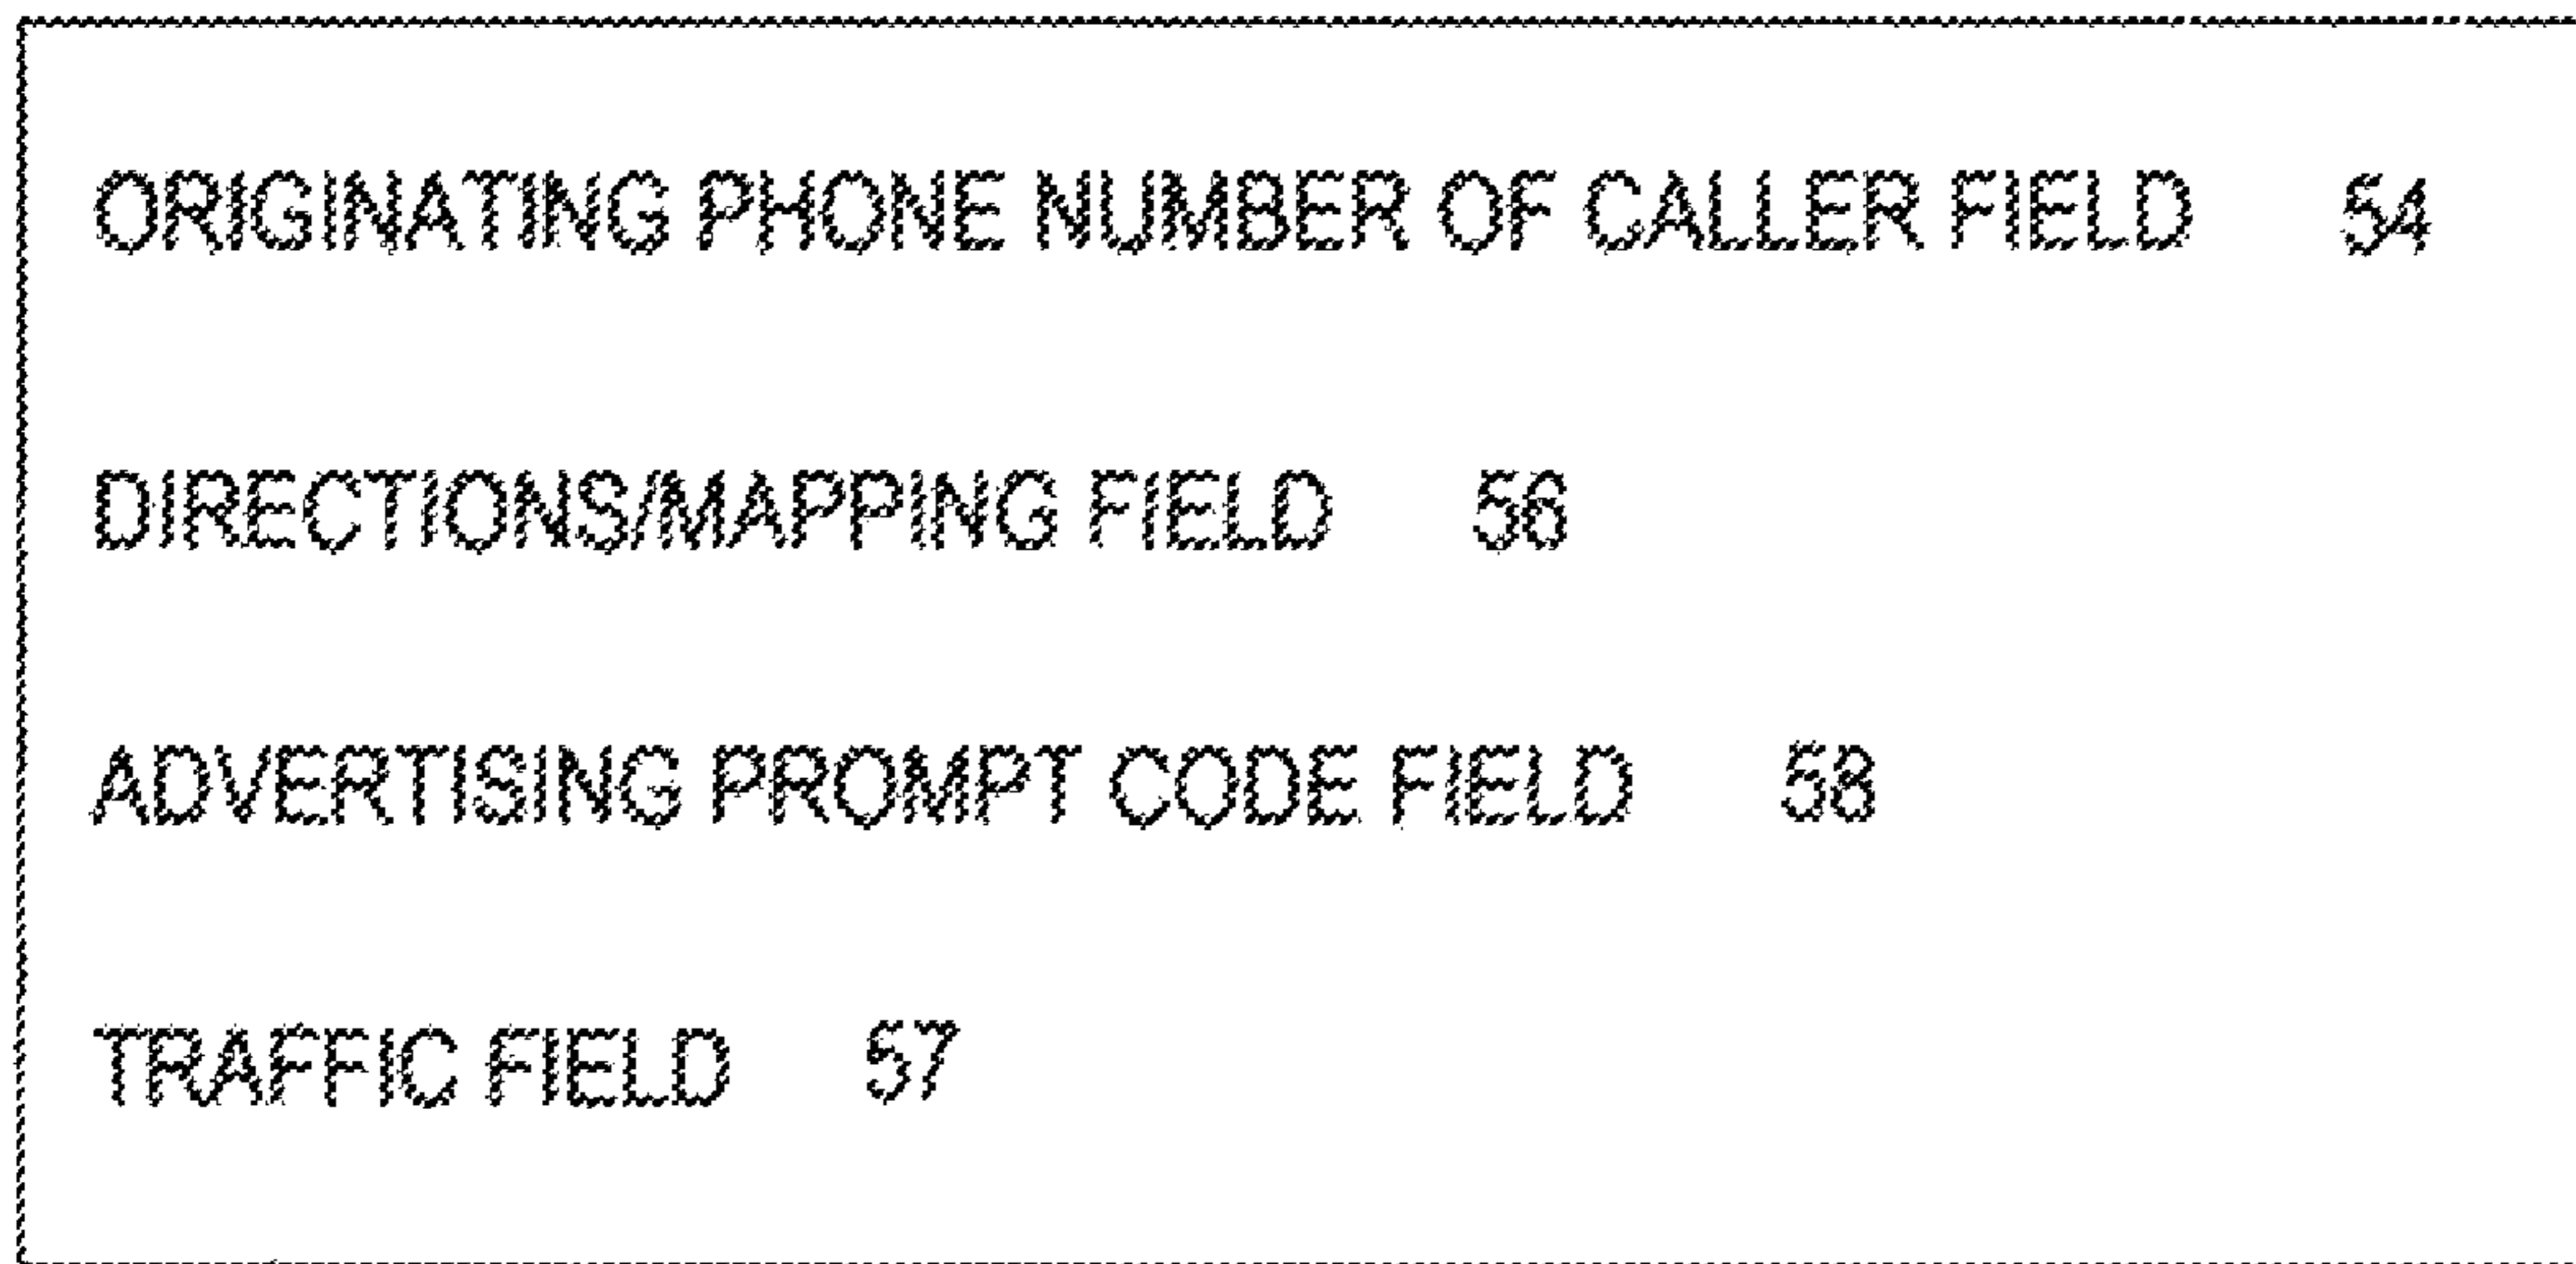 ORIGINATING PHONE NUMBER OF CALLER FIELD 54
DIRECTIONS/MAPPING FIELD 56
ADVERTISING PROMPT CODE FIELD 58
TRAFFIC FIELD 57